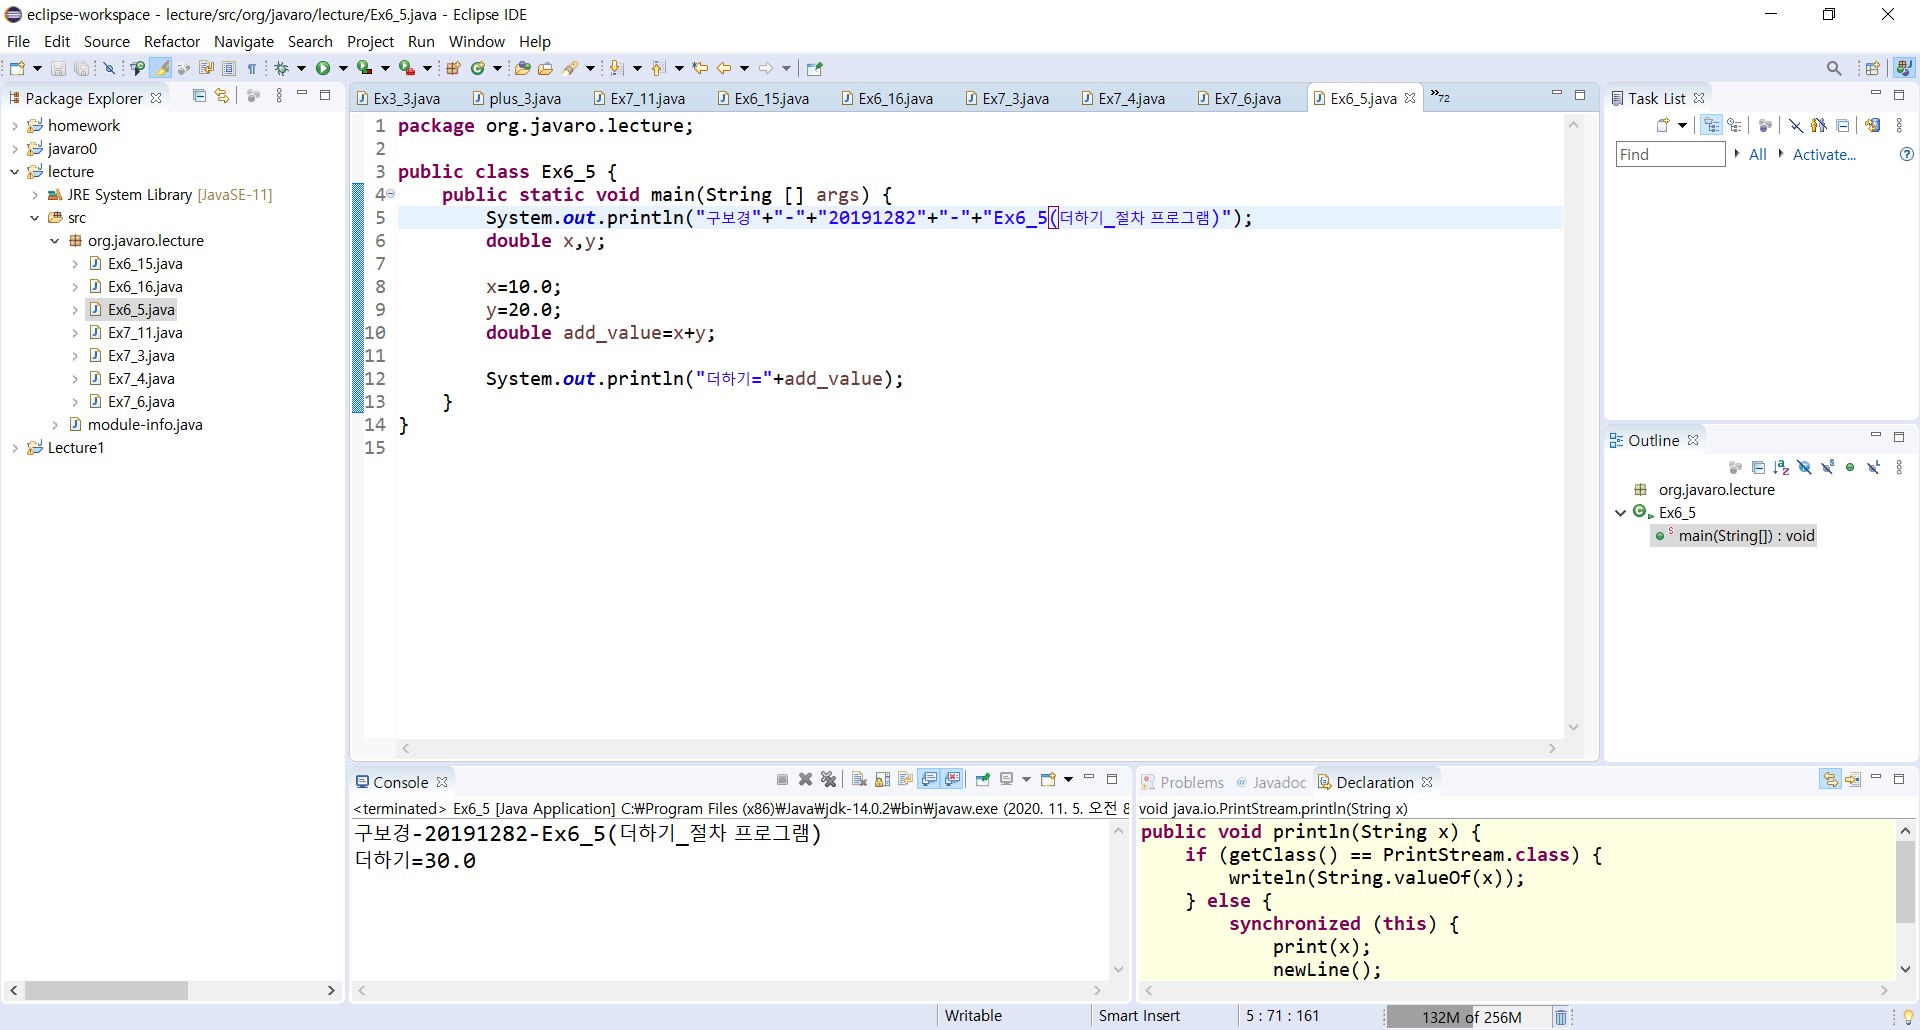 eclipse-workspace - lecture/src/org/javaro/lecture/Ex6_5.java - Eclipse IDE
File Edit Source Refactor Navigate Search Project Run Window Help
Package Explorer
homework
javaro0
lecture
JRE System Library [JavaSE-11]
src
org.javaro.lecture
Ex6_15.java
Ex6_16.java
Ex6_5.java
Ex7_11.java
Ex7_3.java
Ex7_4.java
Ex7_6.java
module-info.java
Lecture1
Ex3_3.java plus_3.java Ex7_11.java Ex6_15.java Ex6_16.java Ex7_3.java Ex7_4.java Ex7_6.java Ex6_5.java »72
1 package org.javaro.lecture;
2
3 public class Ex6_5 {
4 public static void main(String [] args) {
5 System.out.println("구보경"+"-"+"20191282"+"-"+"Ex6_5(더하기_절차 프로그램)");
6 double x,y;
7
8 x=10.0;
9 y=20.0;
10 double add_value=x+y;
11
12 System.out.println("더하기="+add_value);
13 }
14 }
15
Task List
Find All Activate...
Outline
org.javaro.lecture
Ex6_5
main(String[]) : void
Console
<terminated> Ex6_5 [Java Application] C:₩Program Files (x86)₩Java₩jdk-14.0.2₩bin₩javaw.exe (2020. 11. 5. 오전 8
구보경-20191282-Ex6_5(더하기_절차 프로그램)
더하기=30.0
Problems @ Javadoc Declaration
void java.io.PrintStream.println(String x)
public void println(String x) {
if (getClass() == PrintStream.class) {
writeln(String.valueOf(x));
} else {
synchronized (this) {
print(x);
newLine();
Writable Smart Insert 5 : 71 : 161 132M of 256M